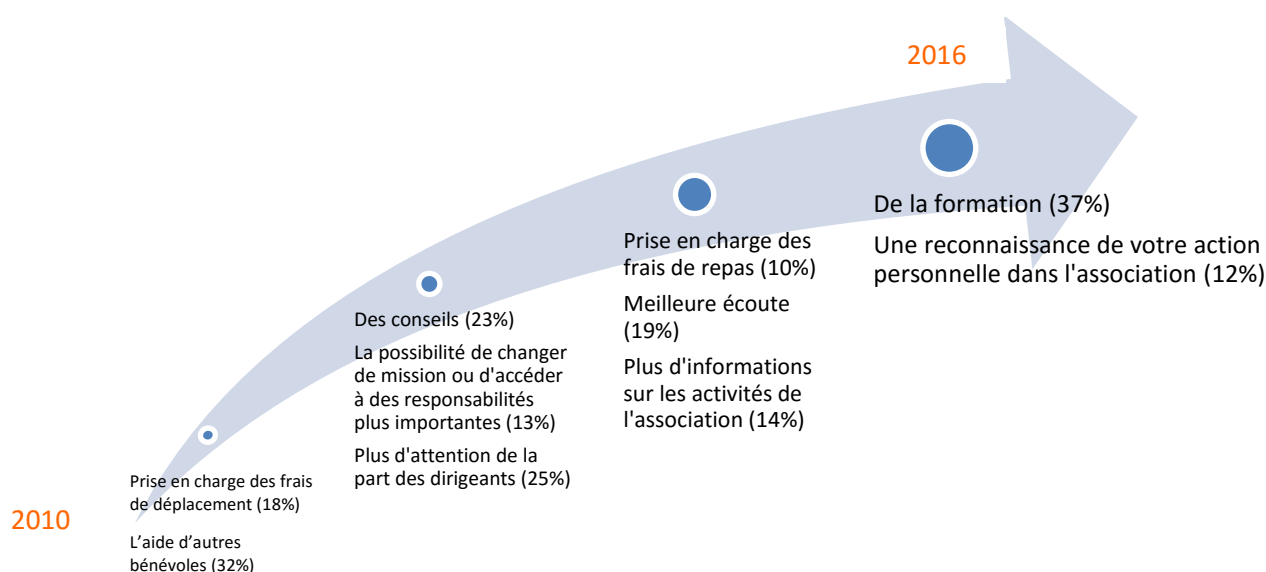 2010
Prise en charge des frais
de déplacement (18%)
L’aide d’autres
bénévoles (32%)
Des conseils (23%)
La possibilité de changer
de mission ou d'accéder
à des responsabilités
plus importantes (13%)
Plus d'attention de la
part des dirigeants (25%)
Prise en charge des
frais de repas (10%)
Meilleure écoute
(19%)
Plus d'informations
sur les activités de
l'association (14%)
2016
De la formation (37%)
Une reconnaissance de votre action
personnelle dans l'association (12%)